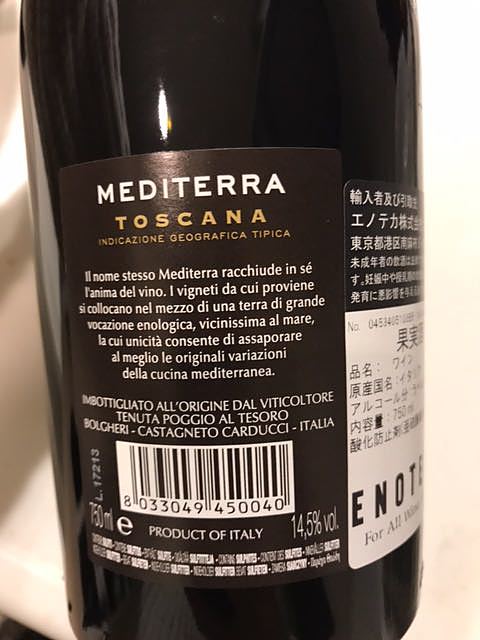 MEDITERRA
TOSCANA
INDICAZIONE GEOGRAFICA TIPICA
Il nome stesso Mediterra racchiude in sé
l'anima del vino. I vigneti da cui proviene
si collocano nel mezzo di una terra di grande
vocazione enologica, vicinissima al mare,
la cui unicità consente di assaporare
al meglio le originali variazioni
della cucina mediterranea.
IMBOTTIGLIATO ALL'ORIGINE DAL VITICOLTORE
TENUTA POGGIO AL TESORO
BOLGHERI - CASTAGNETO CARDUCCI - ITALIA
L. 17213
8 033049 450040
750 ml e
PRODUCT OF ITALY
14,5% vol.
輸入者及び引取
エノテカ株式会
東京都港区南麻布
未成年者の飲酒は
す。妊娠中や授乳期の
発育に悪影響を与え
No.
果実
品名: ワイン
原産国名:イタリ
アルコール分:
内容量:750 ml
酸化防止剤
ENOTE
For All Wine